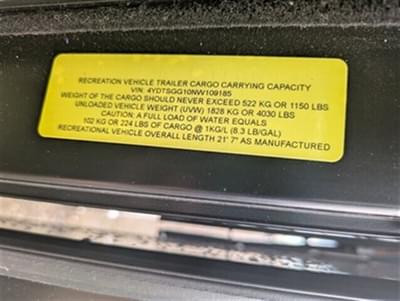 RECREATION VEHICLE TRAILER CARGO CARRYING CAPACITY
VIN: 4YDTSGG10NW109185
WEIGHT OF THE CARGO SHOULD NEVER EXCEED 522 KG OR 1150 LBS
UNLOADED VEHICLE WEIGHT (UVW) 1828 KG OR 4030 LBS
CAUTION: A FULL LOAD OF WATER EQUALS
102 KG OR 224 LBS OF CARGO @ 1KG/L (8.3 LB/GAL)
RECREATIONAL VEHICLE OVERALL LENGTH 21' 7" AS MANUFACTURED